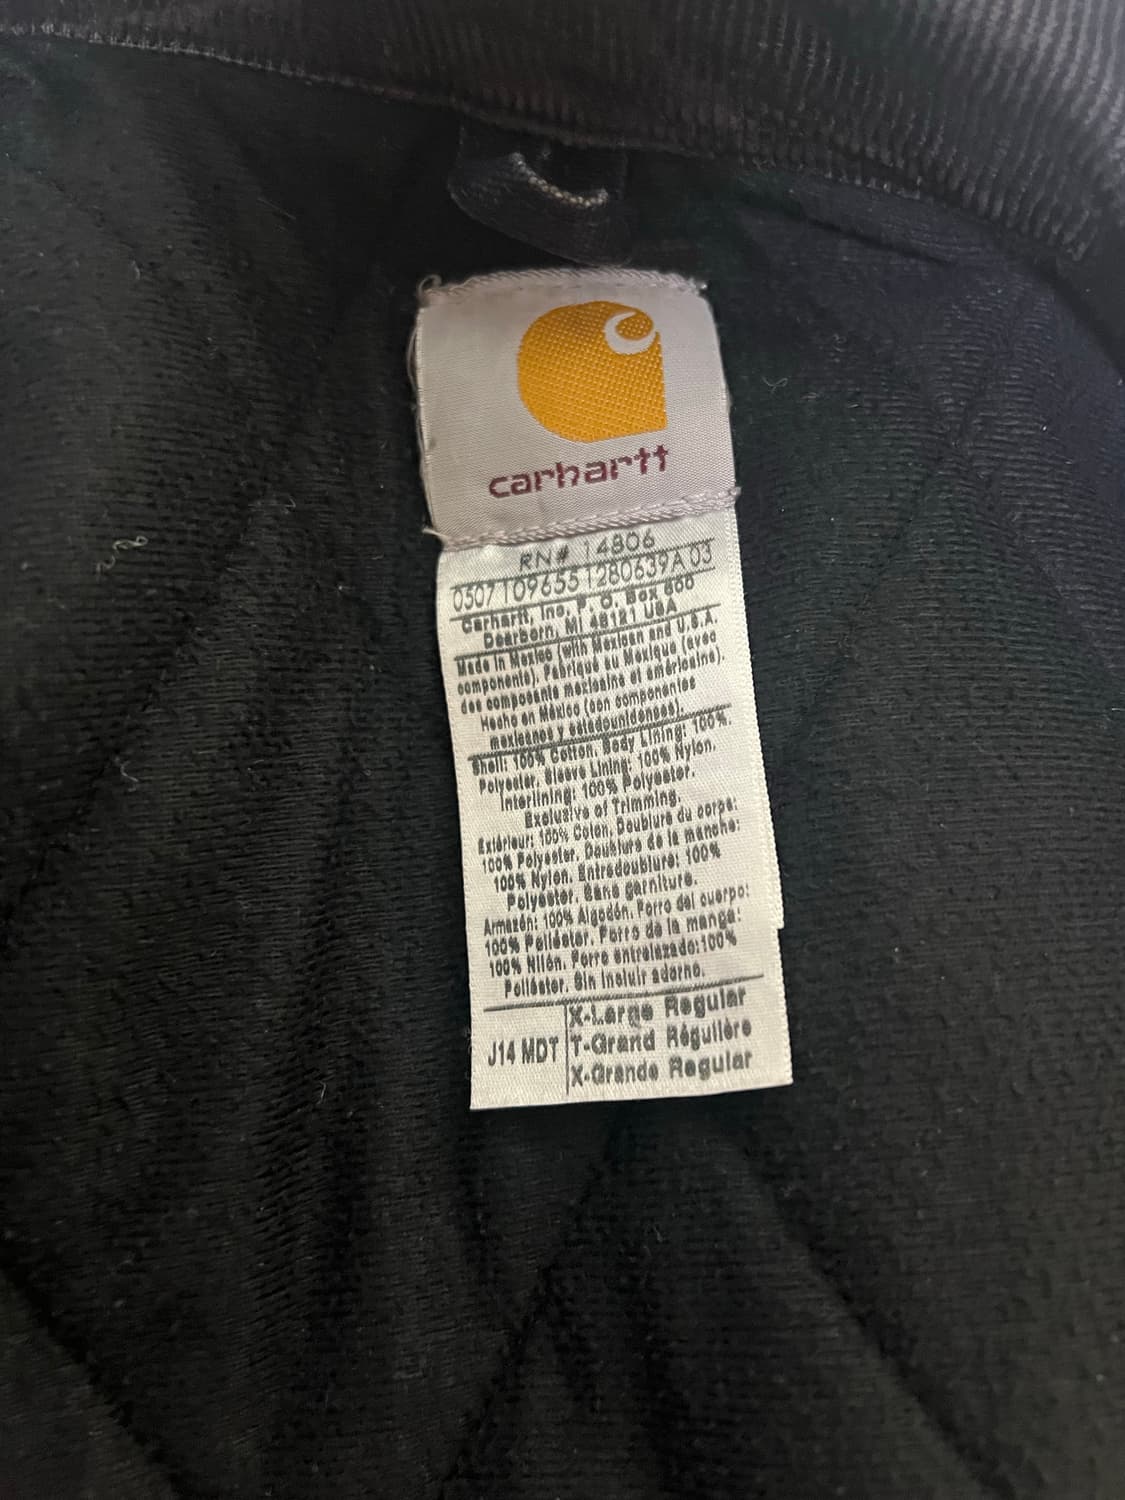 carhartt
RN# 14806
0507109655 1280639A 03
Carhartt, Inc. P. O. Box 600
Dearborn, MI 48121 USA
Made in Mexico (with Mexican and U.S.A.
components). Fabriqué au Mexique (avec
des composants mexicains et américains).
Hecho en México (con componentes
mexicanos y estadounidenses).
Shell: 100% Cotton. Body Lining: 100%.
Polyester. Sleeve Lining: 100% Nylon.
Interlining: 100% Polyester.
Exclusive of Trimming.
Extérieur: 100% Coton. Doublure du corps:
100% Polyester. Doublure de la manche:
100% Nylon. Entredoublure: 100%
Polyester. Sans garniture.
Armazén: 100% Algodón. Forro del cuerpo:
100% Poliéster. Forro de la manga:
100% Nilón. Forro entrelazado:100%
Poliéster. Sin incluir adorno.
J14 MDT
X-Large Regular
T-Grand Régulière
X-Grande Regular